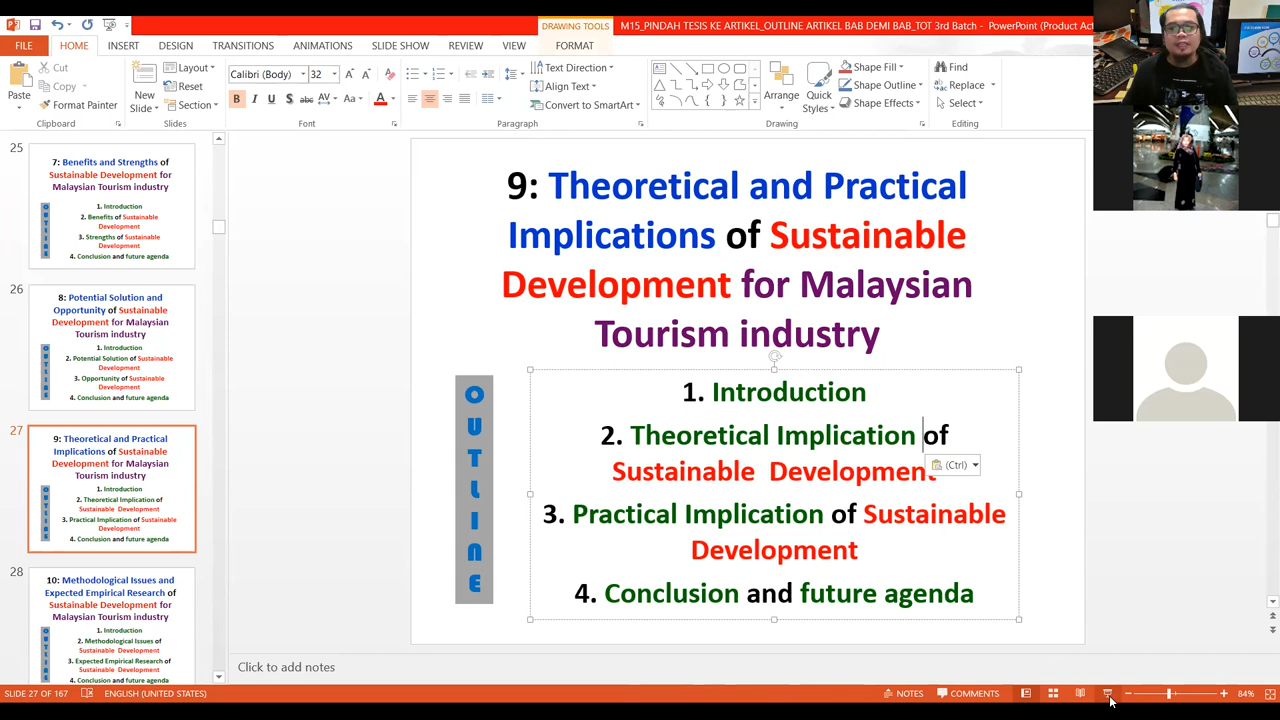 DRAWING TOOLS
M15_PINDAH TESIS KE ARTIKEL_OUTLINE ARTIKEL BAB DEMI BAB_TOT 3rd Batch - PowerPoint (Product Act
FILE HOME INSERT DESIGN TRANSITIONS ANIMATIONS SLIDE SHOW REVIEW VIEW FORMAT
Paste
Cut
Copy
Format Painter
Clipboard
New
Slide
Layout
Reset
Section
Slides
Calibri (Body) 32
Font
Paragraph
Text Direction
Align Text
Convert to SmartArt
Arrange
Quick
Styles
Shape Fill
Shape Outline
Shape Effects
Drawing
Find
Replace
Select
Editing
25
7: Benefits and Strengths of
Sustainable Development for
Malaysian Tourism industry
OUTLINE
1. Introduction
2. Benefits of Sustainable
Development
3. Strengths of Sustainable
Development
4. Conclusion and future agenda
26
8: Potential Solution and
Opportunity of Sustainable
Development for Malaysian
Tourism industry
OUTLINE
1. Introduction
2. Potential Solution of Sustainable
Development
3. Opportunity of Sustainable
Development
4. Conclusion and future agenda
27
9: Theoretical and Practical
Implications of Sustainable
Development for Malaysian
Tourism industry
OUTLINE
1. Introduction
2. Theoretical Implication of
Sustainable Development
3. Practical Implication of Sustainable
Development
4. Conclusion and future agenda
28
10: Methodological Issues and
Expected Empirical Research of
Sustainable Development for
Malaysian Tourism industry
1. Introduction
2. Methodological Issues of
Sustainable Development
3. Expected Empirical Research of
Sustainable Development
4. Conclusion and future agenda
9: Theoretical and Practical
Implications of Sustainable
Development for Malaysian
Tourism industry
OUTLINE
1. Introduction
2. Theoretical Implication of
Sustainable Development
(Ctrl)
3. Practical Implication of Sustainable
Development
4. Conclusion and future agenda
Click to add notes
SLIDE 27 OF 167 ENGLISH (UNITED STATES) NOTES COMMENTS 84%